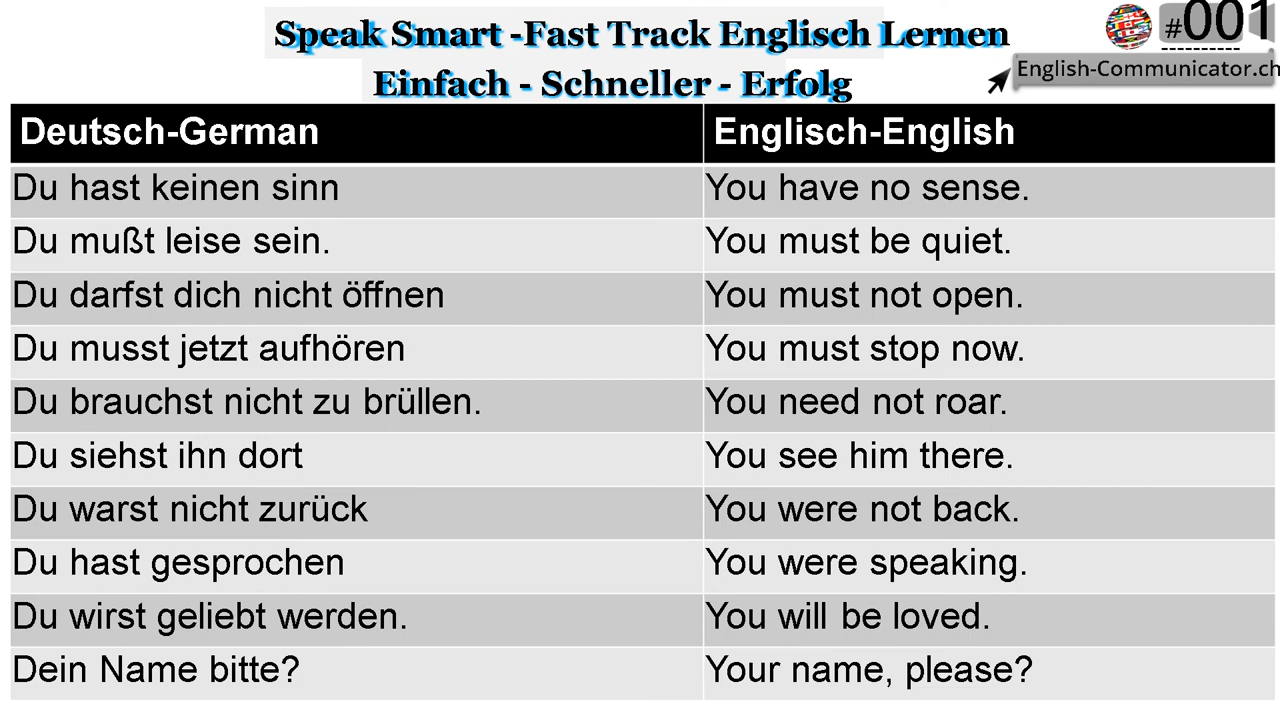 Speak Smart -Fast Track Englisch Lernen
Einfach - Schneller - Erfolg
#001
English-Communicator.ch
Deutsch-German Englisch-English
Du hast keinen sinn You have no sense.
Du mußt leise sein. You must be quiet.
Du darfst dich nicht öffnen You must not open.
Du musst jetzt aufhören You must stop now.
Du brauchst nicht zu brüllen. You need not roar.
Du siehst ihn dort You see him there.
Du warst nicht zurück You were not back.
Du hast gesprochen You were speaking.
Du wirst geliebt werden. You will be loved.
Dein Name bitte? Your name, please?